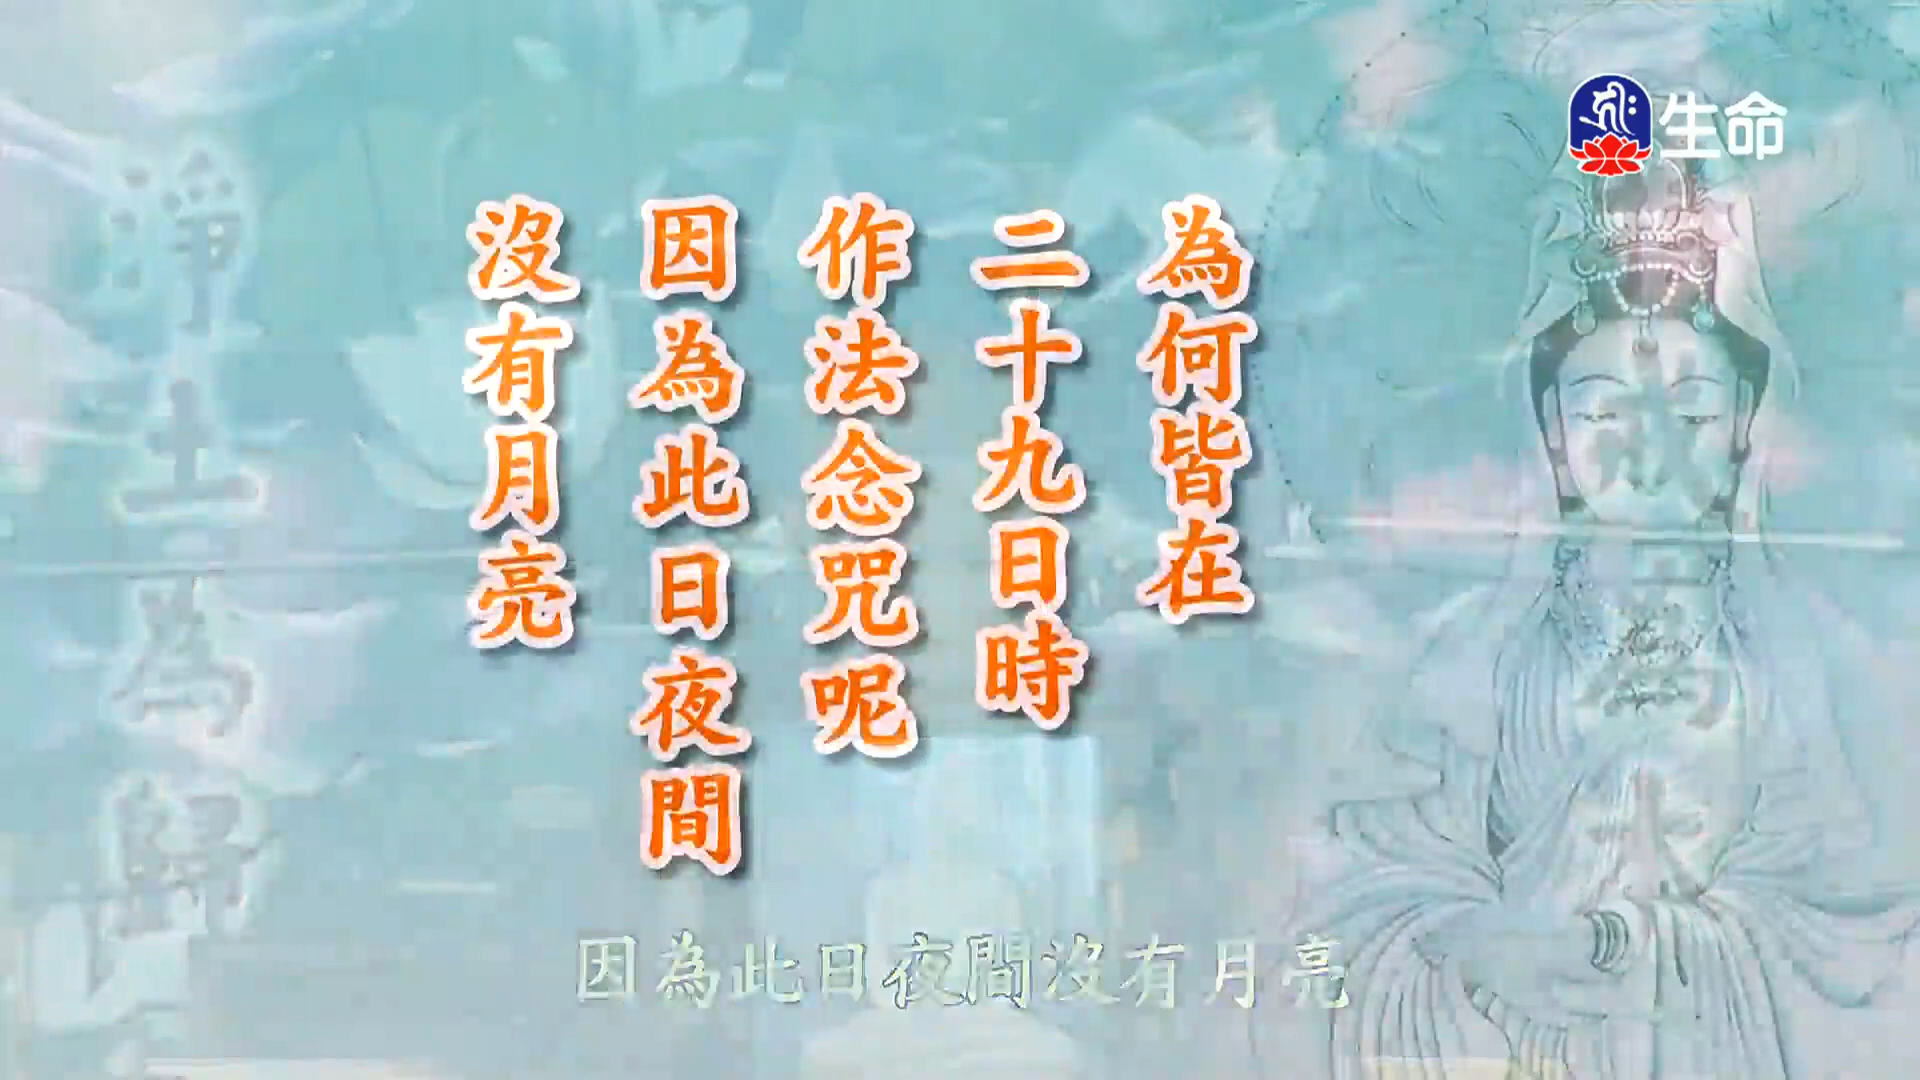 為何皆在
二十九日時
作法念咒呢
因為此日夜間
沒有月亮
因為此日夜間沒有月亮
生命
淨土為歸